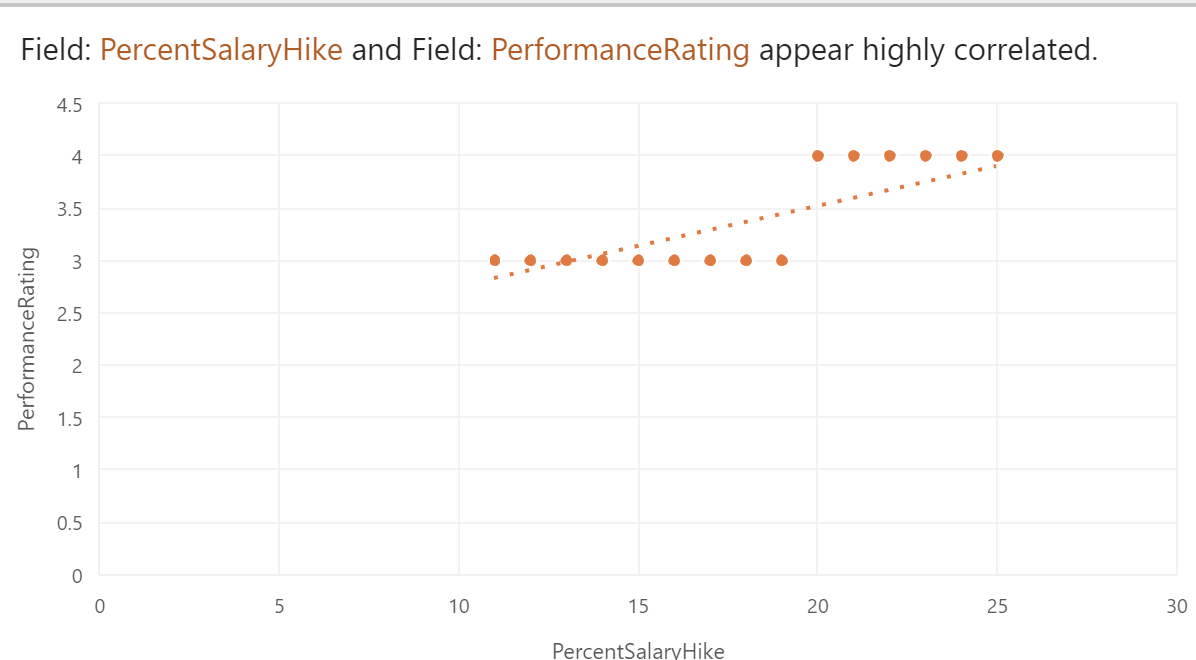 Field: PercentSalaryHike and Field: PerformanceRating appear highly correlated.
4.5
4
3.5
3
2.5
2
1.5
1
0.5
0
PerformanceRating
0 5 10 15 20 25 30
PercentSalaryHike